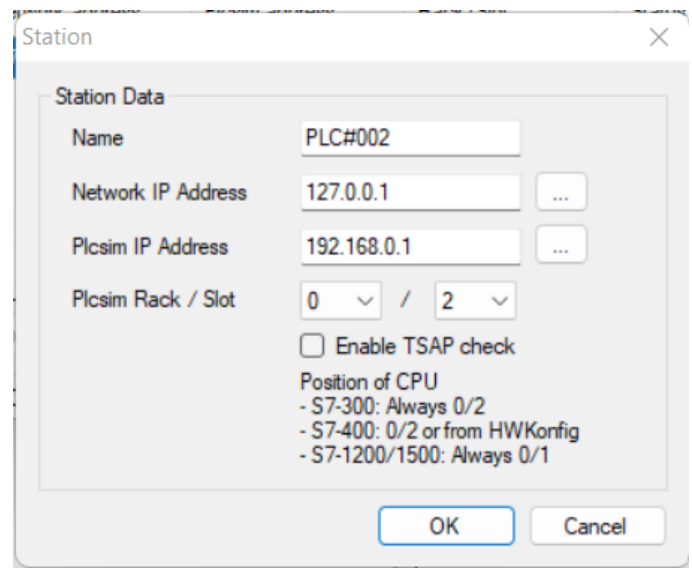 Station
Station Data
Name PLC#002
Network IP Address 127.0.0.1 ...
Plcsim IP Address 192.168.0.1 ...
Plcsim Rack / Slot 0 / 2
Enable TSAP check
Position of CPU
- S7-300: Always 0/2
- S7-400: 0/2 or from HWKonfig
- S7-1200/1500: Always 0/1
OK Cancel